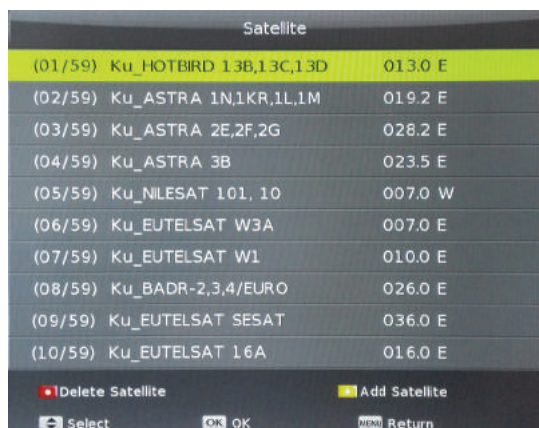 Satellite
(01/59) Ku_HOTBIRD 13B,13C,13D 013.0 E
(02/59) Ku_ASTRA 1N,1KR,1L,1M 019.2 E
(03/59) Ku_ASTRA 2E,2F,2G 028.2 E
(04/59) Ku_ASTRA 3B 023.5 E
(05/59) Ku_NILESAT 101, 10 007.0 W
(06/59) Ku_EUTELSAT W3A 007.0 E
(07/59) Ku_EUTELSAT W1 010.0 E
(08/59) Ku_BADR-2,3,4/EURO 026.0 E
(09/59) Ku_EUTELSAT SESAT 036.0 E
(10/59) Ku_EUTELSAT 16A 016.0 E
Delete Satellite Add Satellite
Select OK OK MENU Return